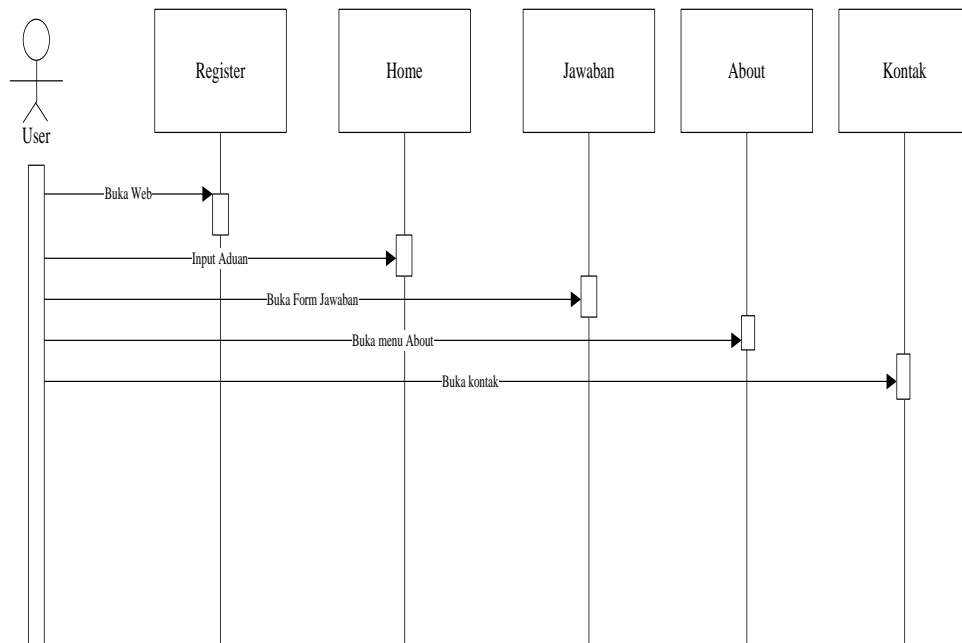 Register
Home
Jawaban
About
Kontak
User
Buka Web
Input Aduan
Buka Form Jawaban
Buka menu About
Buka kontak